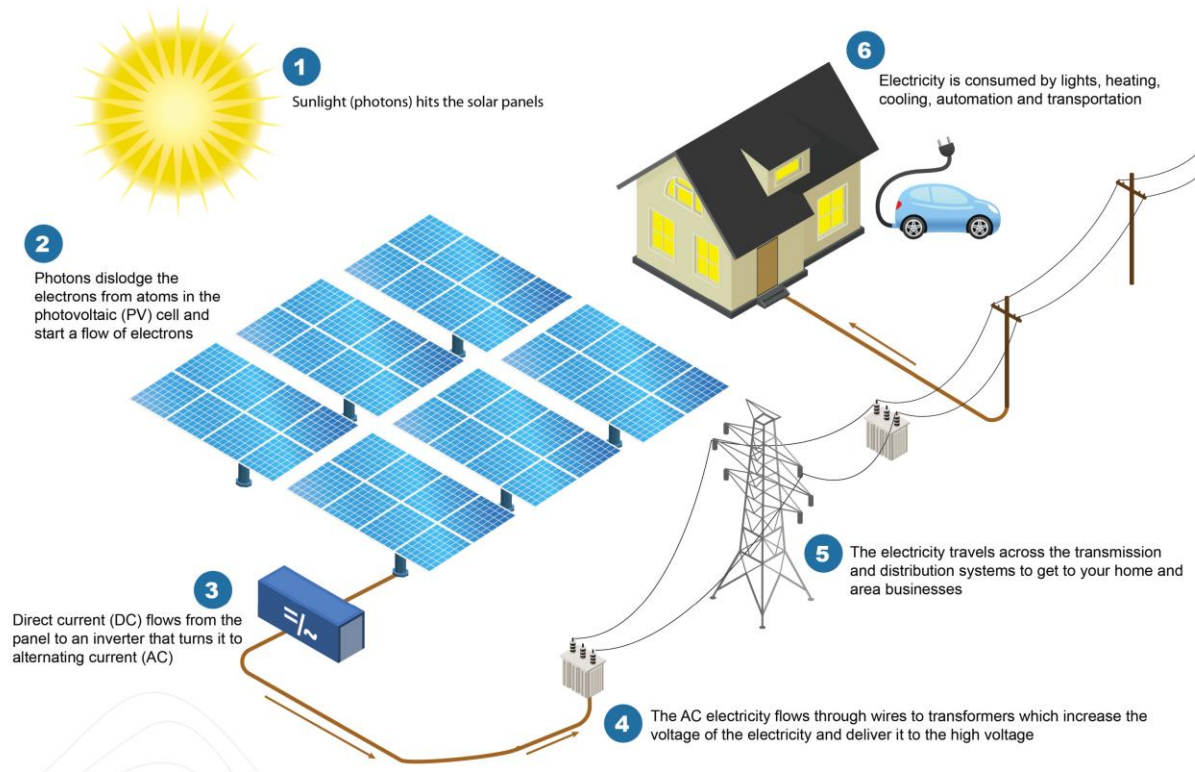 1
Sunlight (photons) hits the solar panels
2
Photons dislodge the
electrons from atoms in the
photovoltaic (PV) cell and
start a flow of electrons
3
Direct current (DC) flows from the
panel to an inverter that turns it to
alternating current (AC)
=/~
4
The AC electricity flows through wires to transformers which increase the
voltage of the electricity and deliver it to the high voltage
5
The electricity travels across the transmission
and distribution systems to get to your home and
area businesses
6
Electricity is consumed by lights, heating,
cooling, automation and transportation